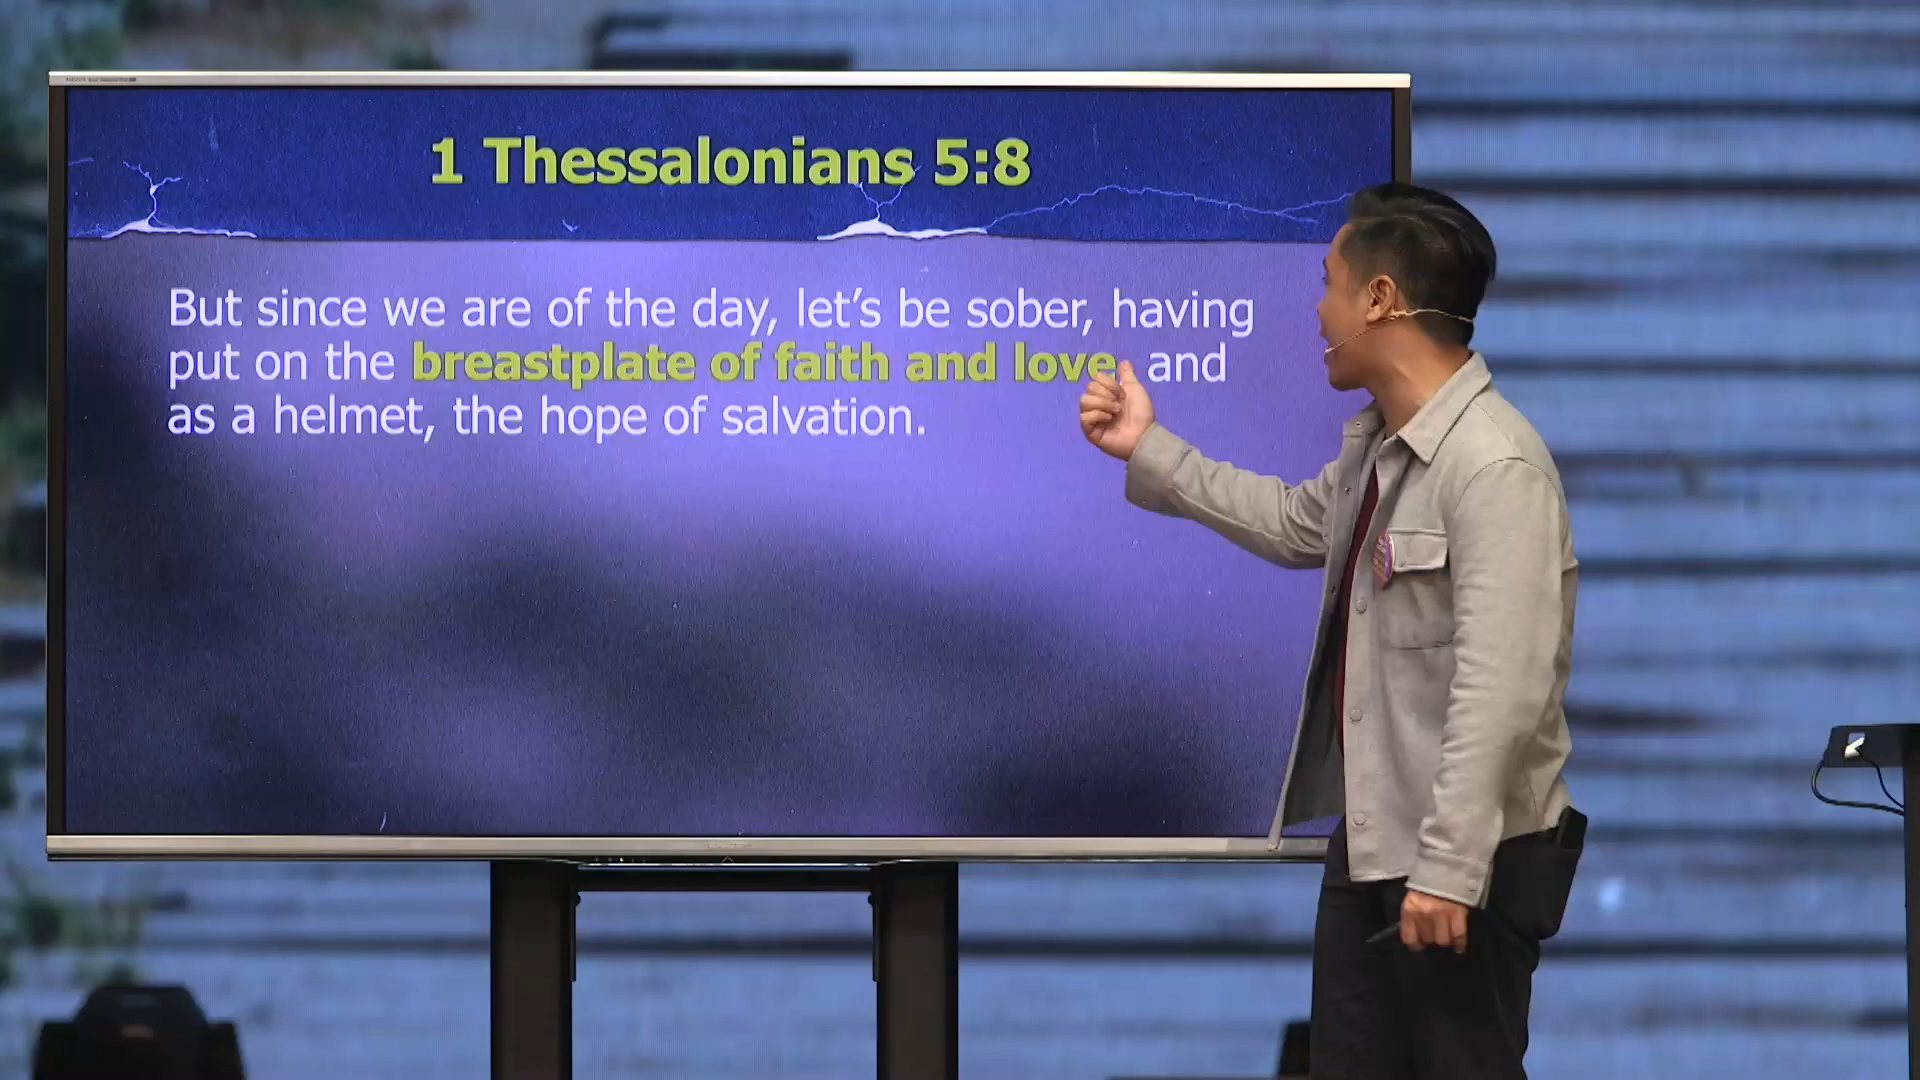 1 Thessalonians 5:8
But since we are of the day, let’s be sober, having
put on the breastplate of faith and love, and
as a helmet, the hope of salvation.